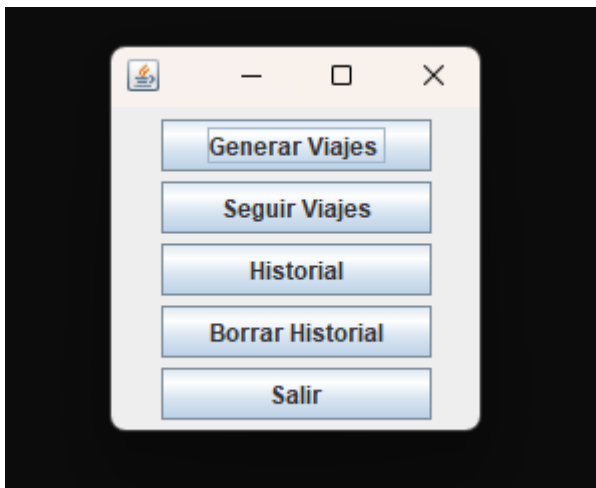 Generar Viajes
Seguir Viajes
Historial
Borrar Historial
Salir